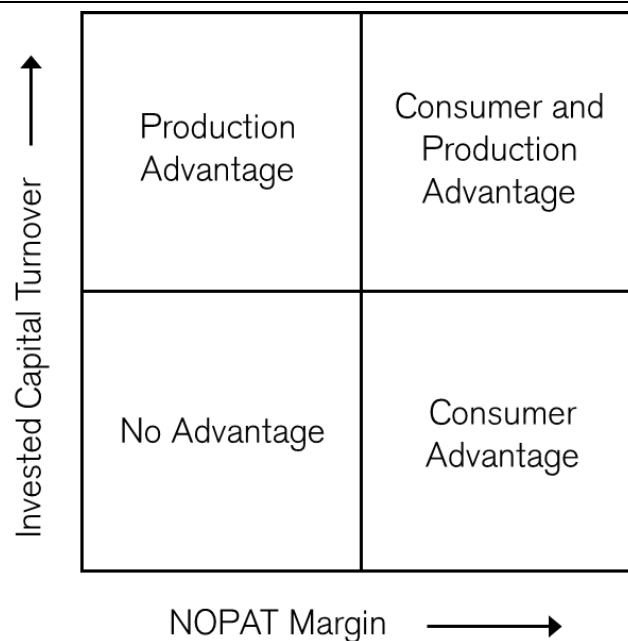 Production
Advantage
Consumer and
Production
Advantage
Invested Capital Turnover
No Advantage
Consumer
Advantage
NOPAT Margin